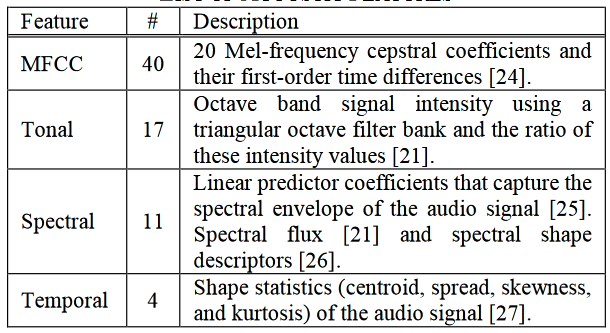 Feature # Description
MFCC 40 20 Mel-frequency cepstral coefficients and
their first-order time differences [24].
Tonal 17 Octave band signal intensity using a
triangular octave filter bank and the ratio of
these intensity values [21].
Spectral 11 Linear predictor coefficients that capture the
spectral envelope of the audio signal [25].
Spectral flux [21] and spectral shape
descriptors [26].
Temporal 4 Shape statistics (centroid, spread, skewness,
and kurtosis) of the audio signal [27].